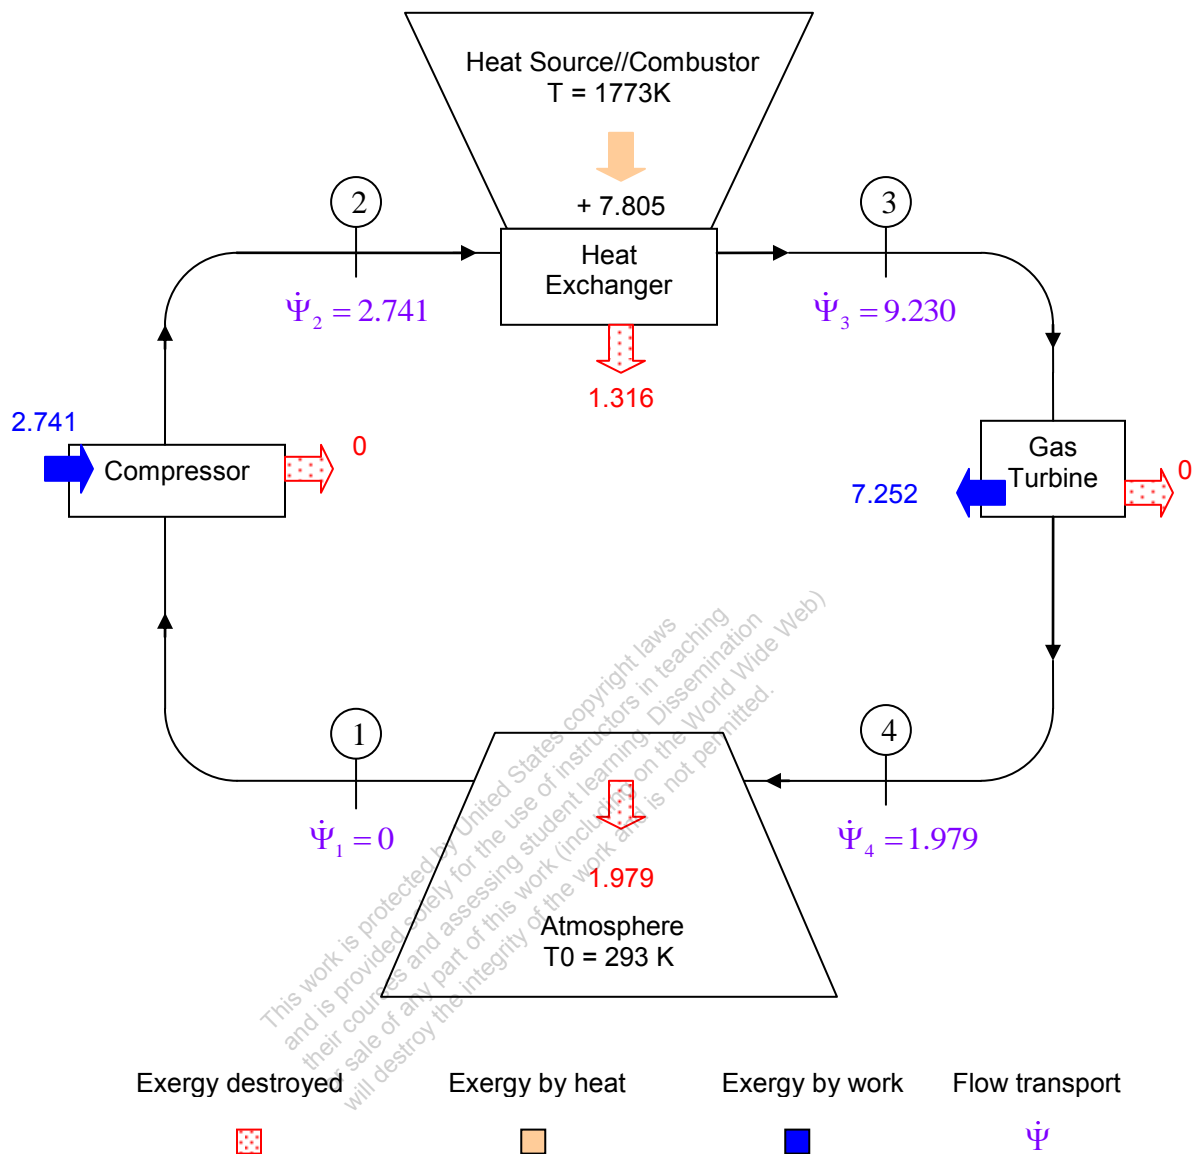 Heat Source//Combustor
T = 1773K
+ 7.805
2
3
Heat
Exchanger
Ψ̇₂ = 2.741
Ψ̇₃ = 9.230
1.316
2.741
Compressor
0
Gas
Turbine
7.252
0
1
4
Ψ̇₁ = 0
Ψ̇₄ = 1.979
1.979
Atmosphere
T0 = 293 K
This work is protected by United States copyright laws
and is provided solely for the use of instructors in teaching
their courses and assessing student learning. Dissemination
or sale of any part of this work (including on the World Wide Web)
will destroy the integrity of the work and is not permitted.
Exergy destroyed
Exergy by heat
Exergy by work
Flow transport
Ψ̇